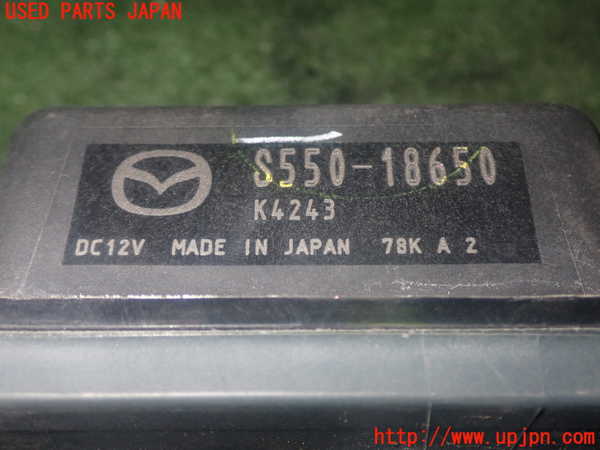 USED PARTS JAPAN
S550-18650
K4243
DC12V MADE IN JAPAN 78K A 2
http://www.upjpn.com/